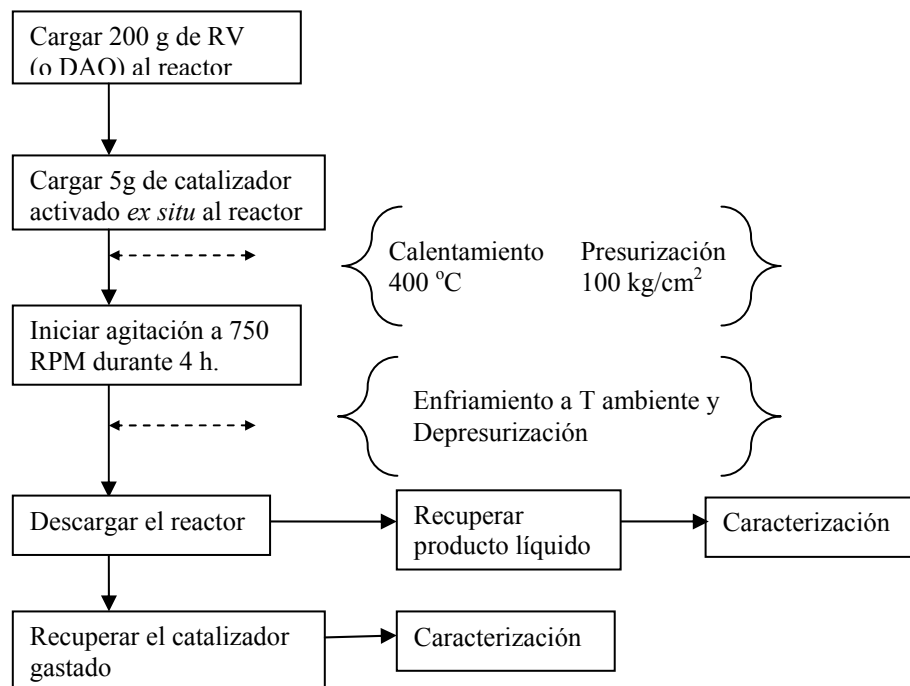 Cargar 200 g de RV
(o DAO) al reactor
Cargar 5g de catalizador
activado ex situ al reactor
Calentamiento
400 °C
Presurización
100 kg/cm²
Iniciar agitación a 750
RPM durante 4 h.
Enfriamiento a T ambiente y
Depresurización
Descargar el reactor
Recuperar
producto líquido
Caracterización
Recuperar el catalizador
gastado
Caracterización